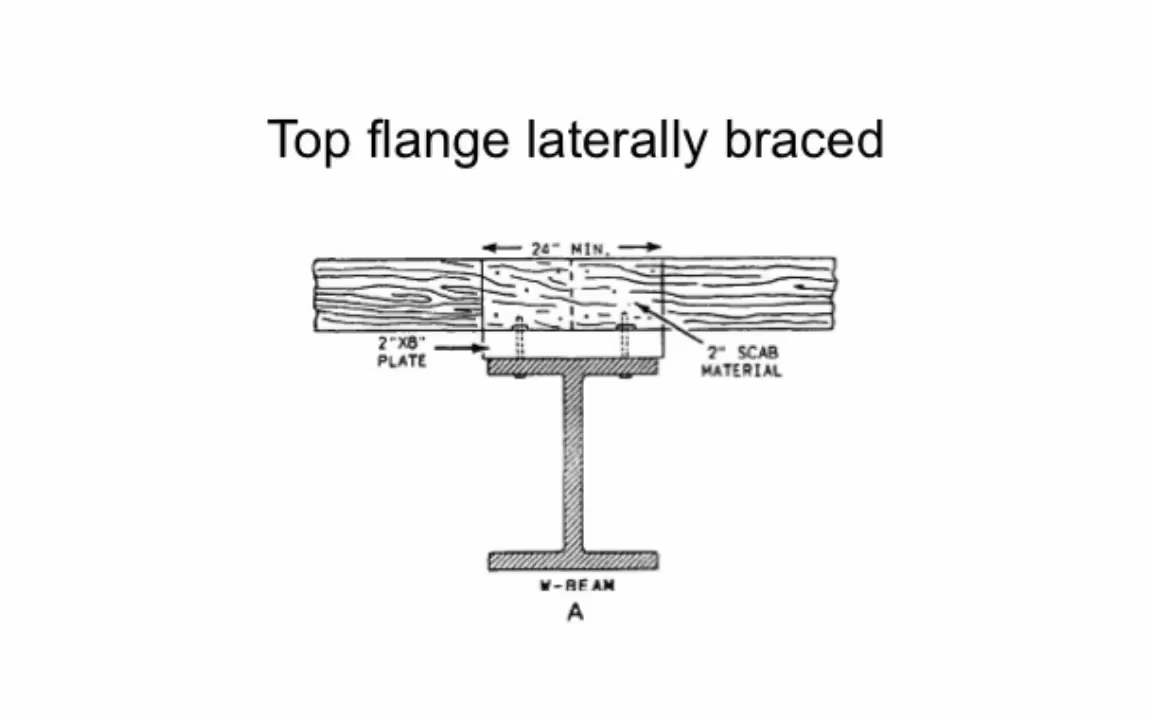 Top flange laterally braced
24" MIN.
2"X8"
PLATE
2" SCAB
MATERIAL
W-BEAM
A